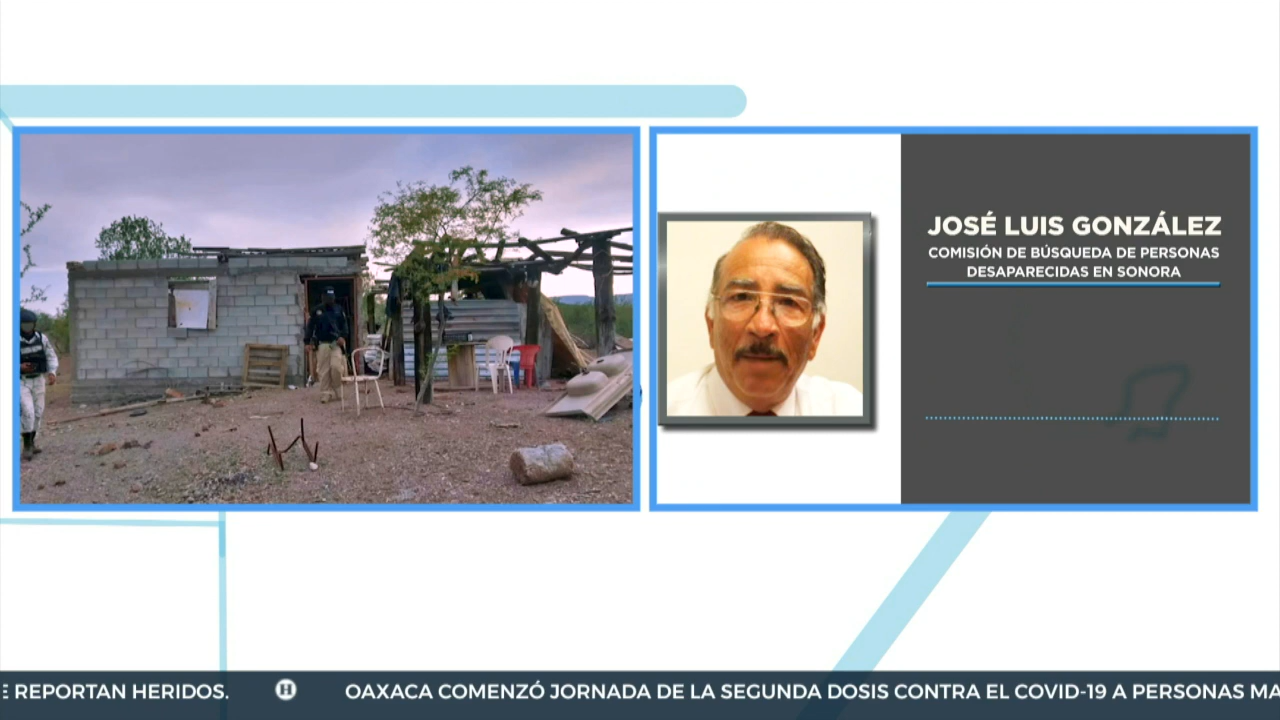 JOSÉ LUIS GONZÁLEZ
COMISIÓN DE BÚSQUEDA DE PERSONAS
DESAPARECIDAS EN SONORA
E REPORTAN HERIDOS. H OAXACA COMENZÓ JORNADA DE LA SEGUNDA DOSIS CONTRA EL COVID-19 A PERSONAS MA